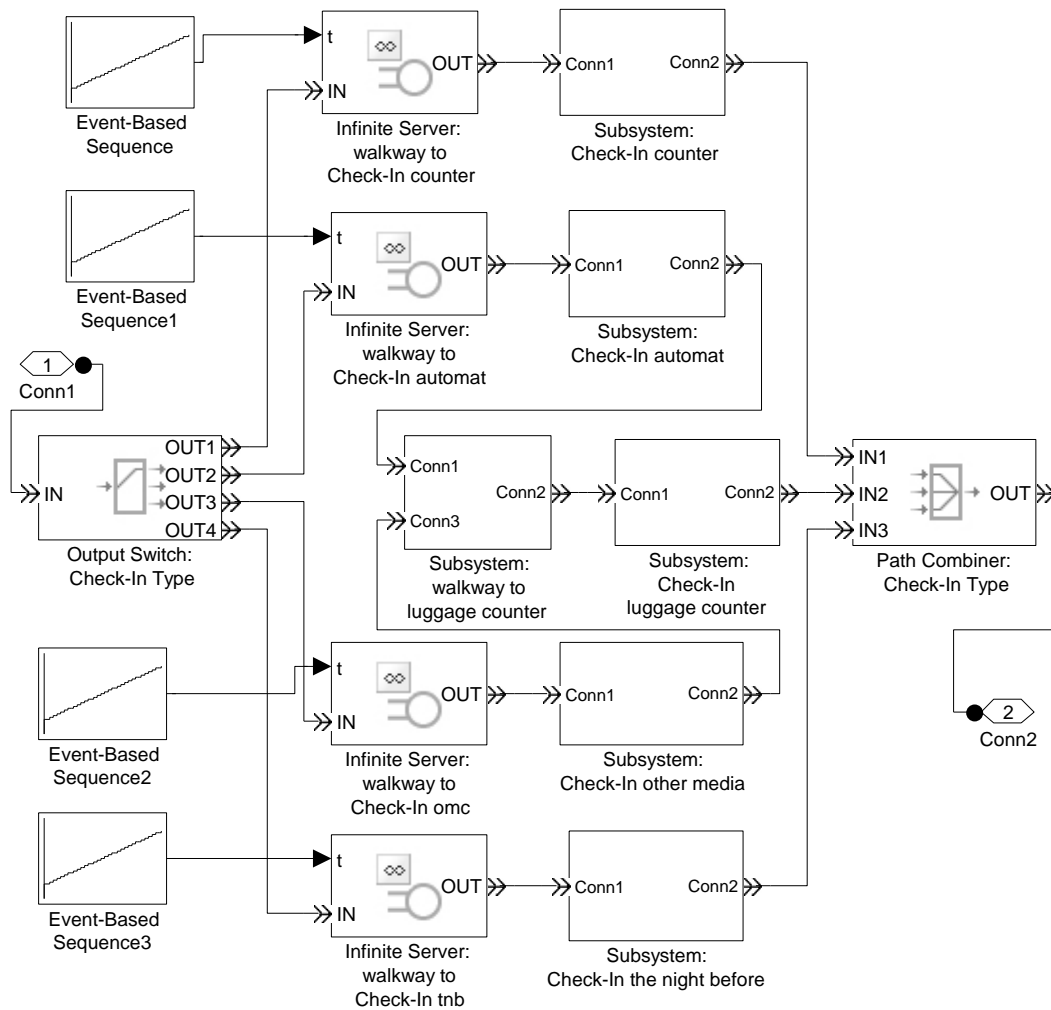 t
IN
OUT
Conn1
Conn2
Event-Based
Sequence
Infinite Server:
walkway to
Check-In counter
Subsystem:
Check-In counter
t
IN
OUT
Conn1
Conn2
Event-Based
Sequence1
Infinite Server:
walkway to
Check-In automat
Subsystem:
Check-In automat
1
Conn1
IN
OUT1
OUT2
OUT3
OUT4
Output Switch:
Check-In Type
Conn1
Conn3
Conn2
Subsystem:
walkway to
luggage counter
Conn1
Conn2
Subsystem:
Check-In
luggage counter
IN1
IN2
IN3
OUT
Path Combiner:
Check-In Type
t
IN
OUT
Conn1
Conn2
Event-Based
Sequence2
Infinite Server:
walkway to
Check-In omc
Subsystem:
Check-In other media
2
Conn2
t
IN
OUT
Conn1
Conn2
Event-Based
Sequence3
Infinite Server:
walkway to
Check-In tnb
Subsystem:
Check-In the night before